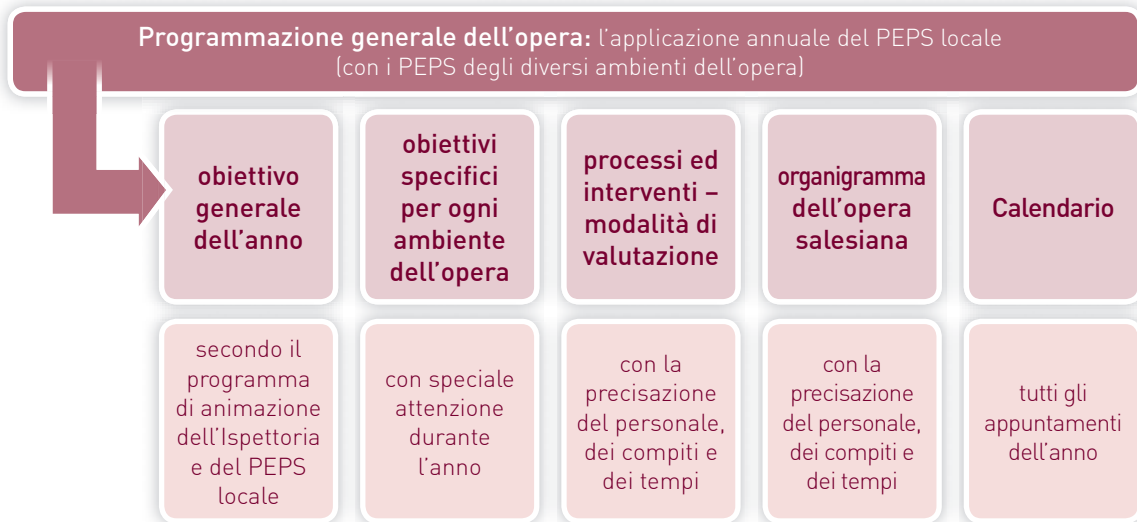 Programmazione generale dell’opera: l’applicazione annuale del PEPS locale
(con i PEPS degli diversi ambienti dell’opera)
obiettivo
generale
dell’anno
obiettivi
specifici
per ogni
ambiente
dell’opera
processi ed
interventi –
modalità di
valutazione
organigramma
dell’opera
salesiana
Calendario
secondo il
programma
di animazione
dell’Ispettoria
e del PEPS
locale
con speciale
attenzione
durante
l’anno
con la
precisazione
del personale,
dei compiti e
dei tempi
con la
precisazione
del personale,
dei compiti e
dei tempi
tutti gli
appuntamenti
dell’anno